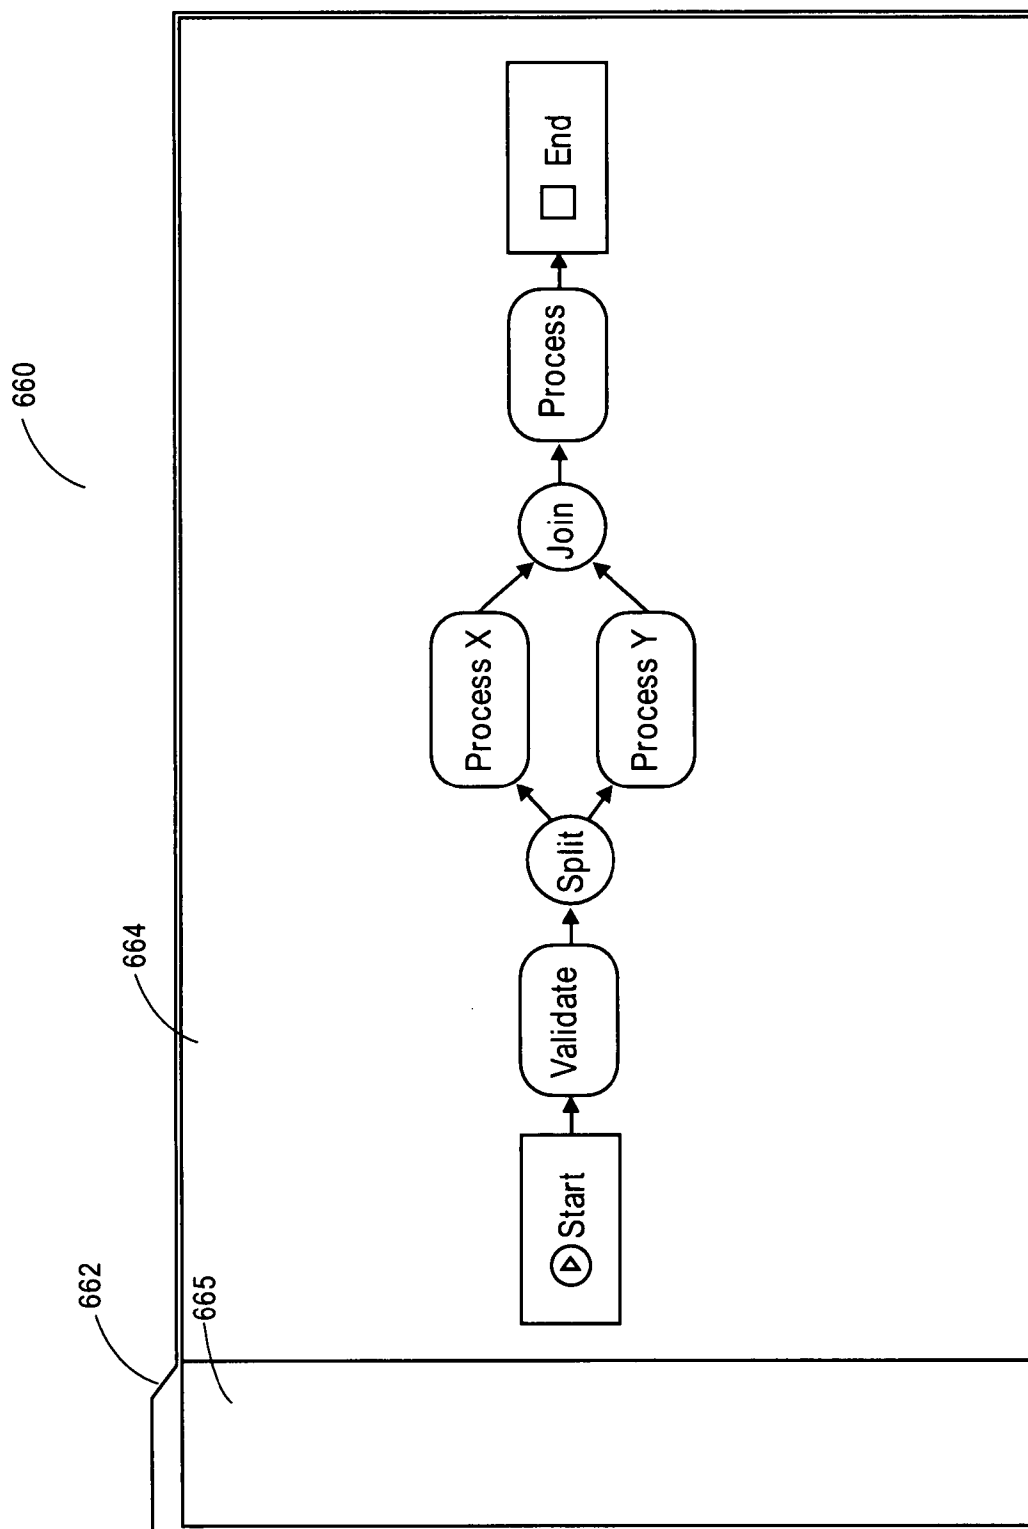 660
662
664
665
Start
Validate
Split
Process X
Process Y
Join
Process
End